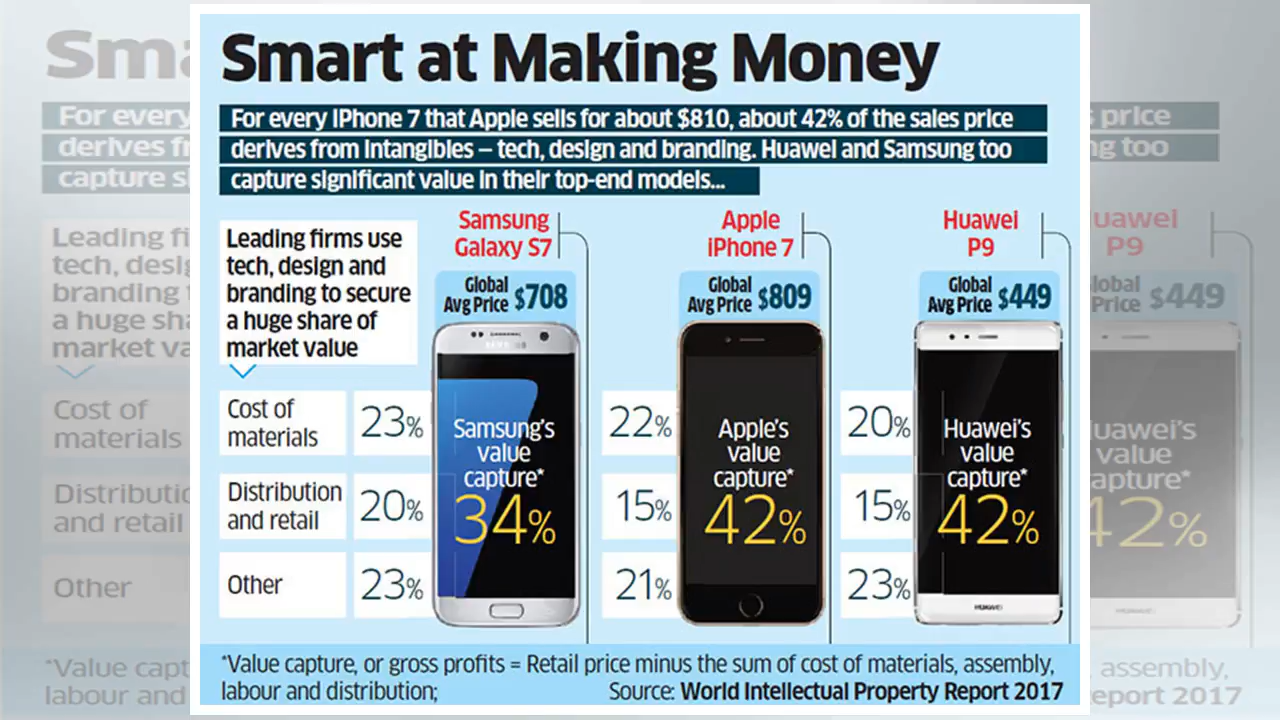 Smart at Making Money
For every iPhone 7 that Apple sells for about $810, about 42% of the sales price
derives from intangibles – tech, design and branding. Huawei and Samsung too
capture significant value in their top-end models...
Leading firms use
tech, design and
branding to secure
a huge share of
market value
Samsung
Galaxy S7
Global
Avg Price $708
Apple
iPhone 7
Global
Avg Price $809
Huawei
P9
Global
Avg Price $449
Cost of
materials
23%
Samsung's
value
capture*
34%
22%
Apple's
value
capture*
42%
20%
Huawei's
value
capture*
42%
Distribution
and retail
20%
15%
15%
Other
23%
21%
23%
HUAWEI
*Value capture, or gross profits = Retail price minus the sum of cost of materials, assembly,
labour and distribution;
Source: World Intellectual Property Report 2017